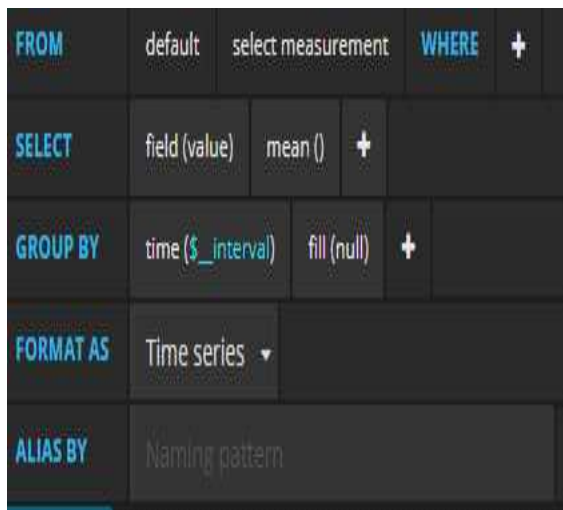 FROM default select measurement WHERE +
SELECT field (value) mean () +
GROUP BY time ($__interval) fill (null) +
FORMAT AS Time series
ALIAS BY Naming pattern